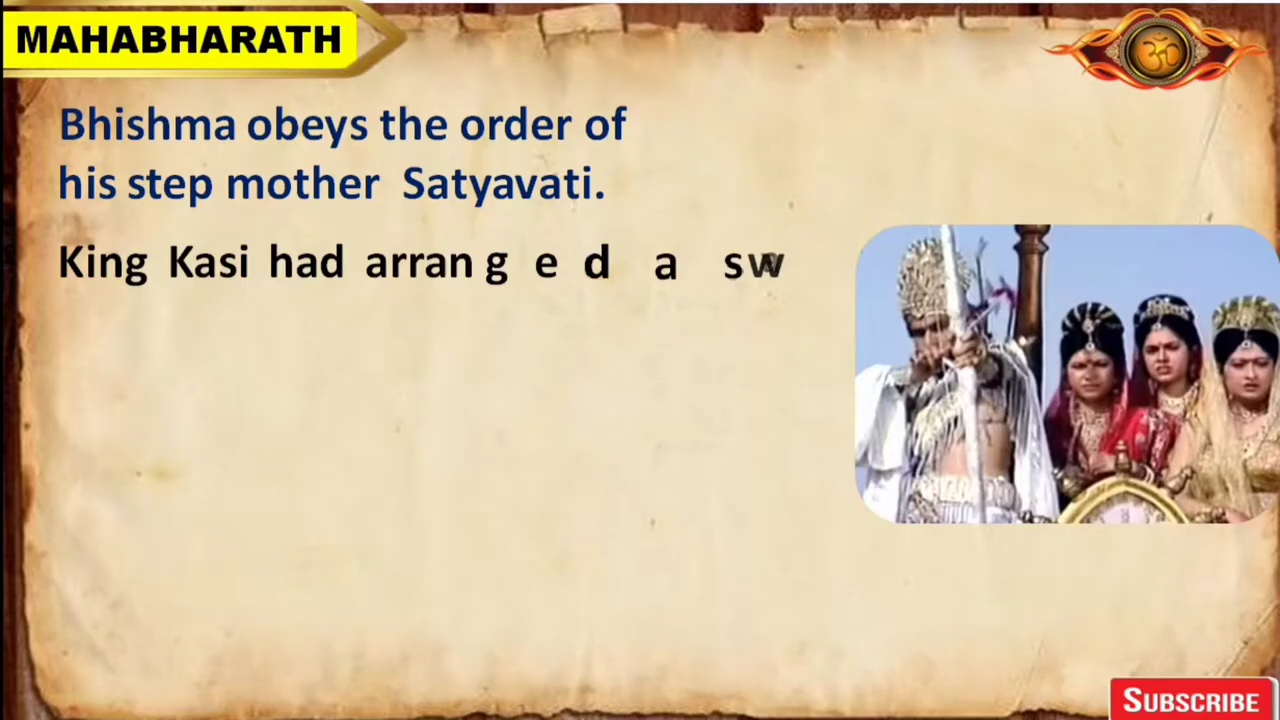 MAHABHARATH
ॐ
Bhishma obeys the order of
his step mother Satyavati.
King Kasi had arranged a sw
SUBSCRIBE